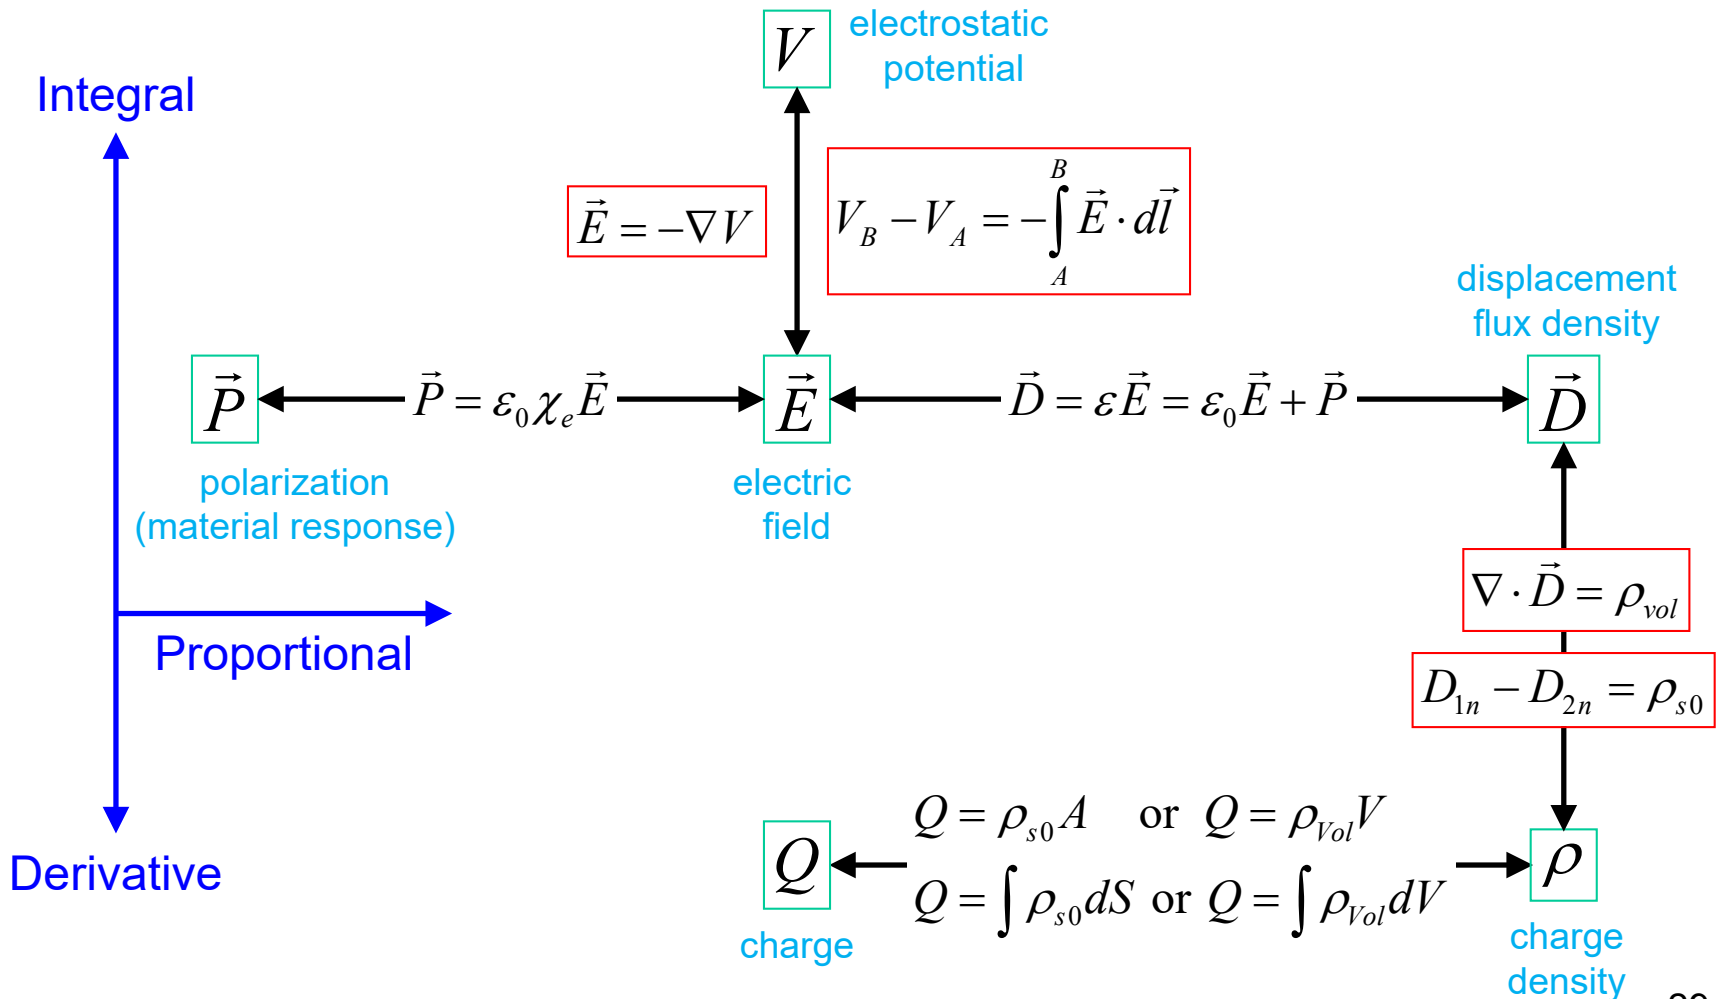 V
electrostatic
potential
Integral
E⃗ = −∇V
V_B − V_A = −∫_A^B E⃗ · dl⃗
displacement
flux density
P⃗
P⃗ = ε₀χ_e E⃗
E⃗
D⃗ = εE⃗ = ε₀E⃗ + P⃗
D⃗
polarization
(material response)
electric
field
∇ · D⃗ = ρ_vol
Proportional
D_1n − D_2n = ρ_s0
Derivative
Q
Q = ρ_s0 A or Q = ρ_Vol V
Q = ∫ ρ_s0 dS or Q = ∫ ρ_Vol dV
ρ
charge
charge
density